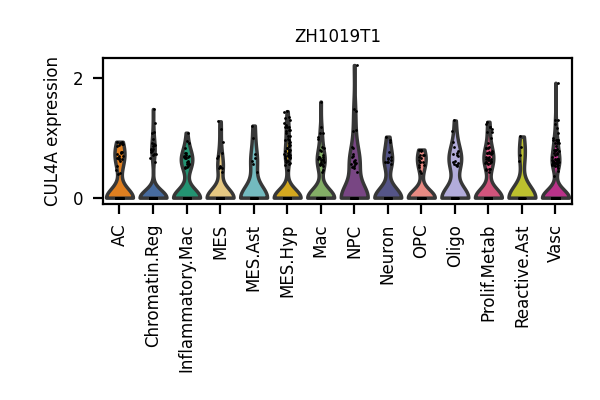 ZH1019T1
CUL4A expression
2
0
AC
Chromatin.Reg
Inflammatory.Mac
MES
MES.Ast
MES.Hyp
Mac
NPC
Neuron
OPC
Oligo
Prolif.Metab
Reactive.Ast
Vasc